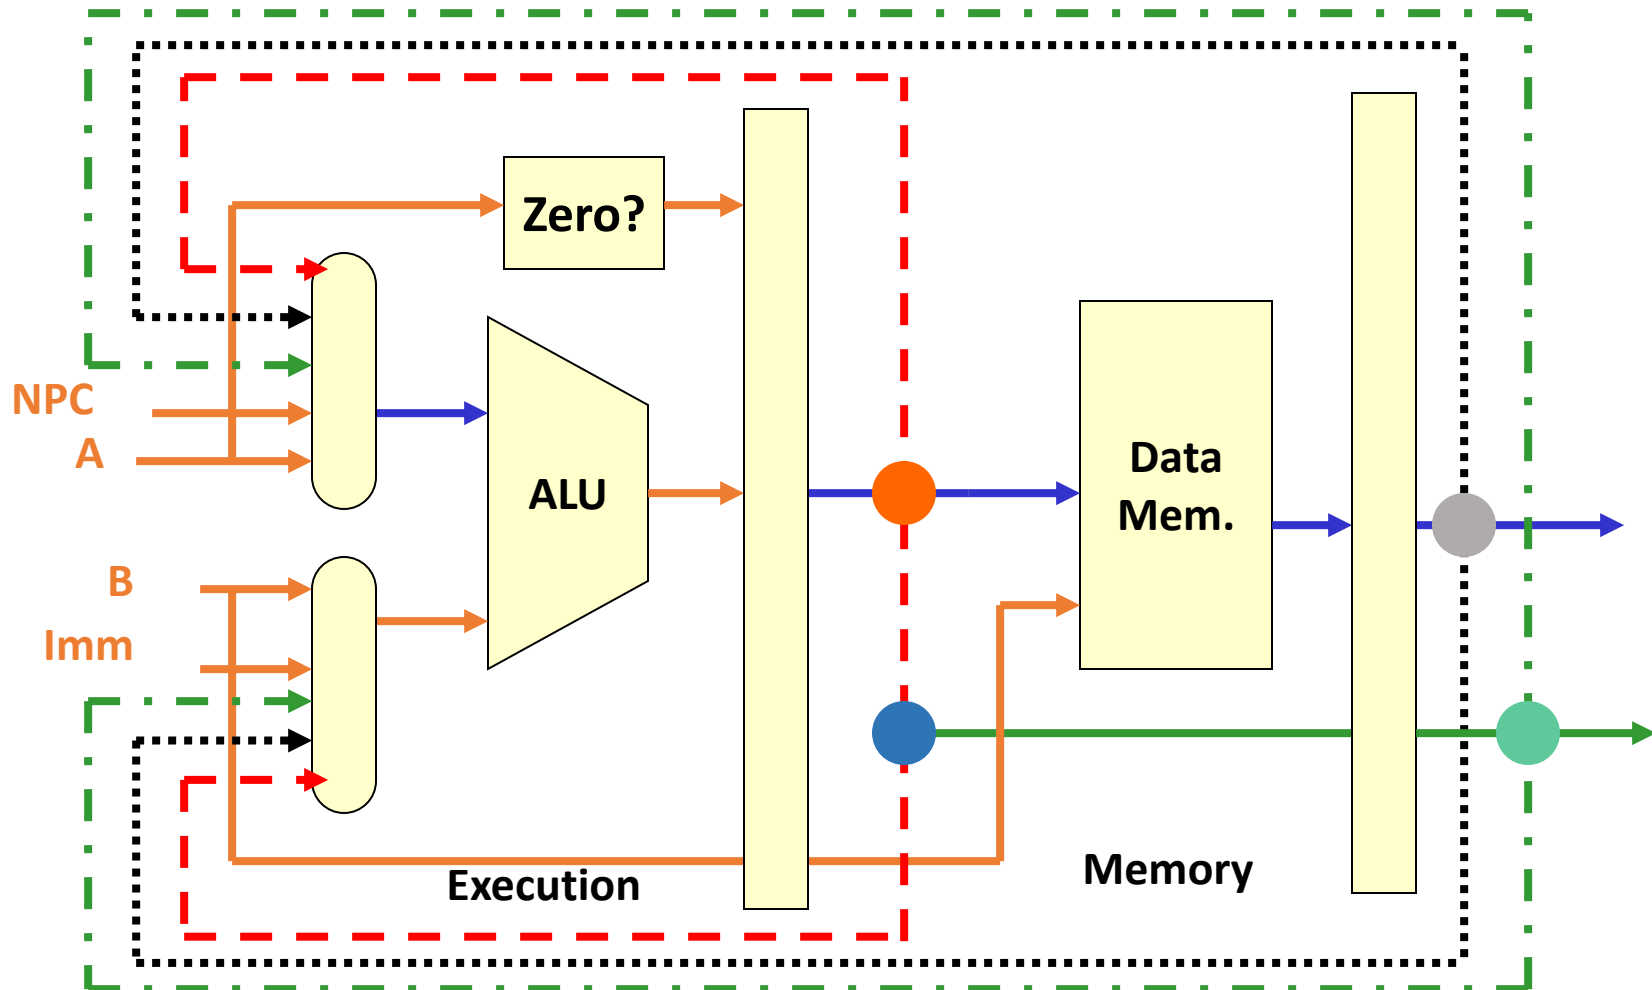 Zero?
NPC
A
ALU
Data
Mem.
B
Imm
Execution
Memory